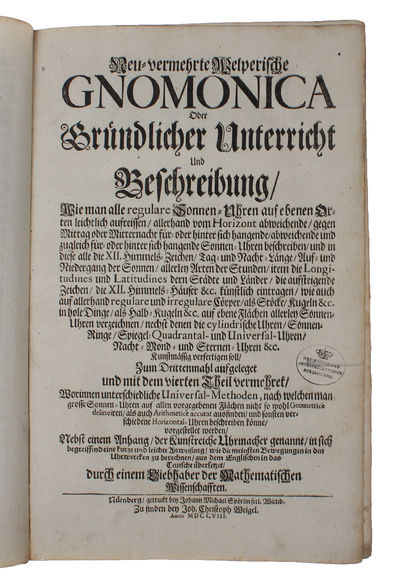 Neu-vermehrte Welperische
GNOMONICA
Oder
Gründlicher Unterricht
Und
Beschreibung/
Wie man alle regulare Sonnen-Uhren auf ebenen Or-
ten leichtlich aufreissen/ allerhand vom Horizont abweichende/ gegen
Mittag oder Mitternacht für- oder hinter sich hangende/ abweichende und
zugleich für- oder hinter sich hangende Sonnen-Uhren beschreiben/ und in
diese alle die XII. Himmels-Zeichen/ Tag- und Nacht-Länge/ Auf- und
Niedergang der Sonnen/ allerley Arten der Stunden/ item die Longi-
tudines und Latitudines dern Städte und Länder/ die aufsteigende
Zeichen/ die XII. Himmels-Häuser &c. künstlich eintragen/ wie auch
auf allerhand regulare und irregulare Cörper/ als Stöcke/ Kugeln &c.
in hole Dinge/ als Halb-Kugeln &c. auf ebene Flächen allerley Sonnen-
Uhren verzeichnen/ nechst denen die cylindrische Uhren/ Sonnen-
Ringe/ Spiegel/ Quadrantal- und Universal-Uhren/
Nacht-Mond- und Sternen-Uhren &c.
Kunstmässig verfertigen soll/
Zum Drittenmahl aufgeleget
und mit dem vierten Theil vermehret/
Worinnen unterschiedliche Universal-Methoden, nach welchen man
grosse Sonnen-Uhren auf allen vorgegebenen Flächen nicht so wohl Geometricè
delineiren/ als auch Arithmeticè accurat ausfinden/ und sonsten ver-
schiedene Horizontal-Uhren beschreiben könne/
vorgestellet werden/
Nebst einem Anhang/ der Kunstreiche Uhrmacher genannt/ in sich
begreiffend eine kurtze und leichte Anweisung/ wie die meinsten Bewegungen in den
Uhrwercken zu berechnen/ aus dem Englischen in das
Teutsche übersetzet/
durch einem Liebhaber der Mathematischen
Wissenschafften.
Nürnberg/ getruckt bey Johann Michael Spörlin seel. Wittib.
Zu finden bey Joh. Christoph Weigel.
Anno MDCCVIII.